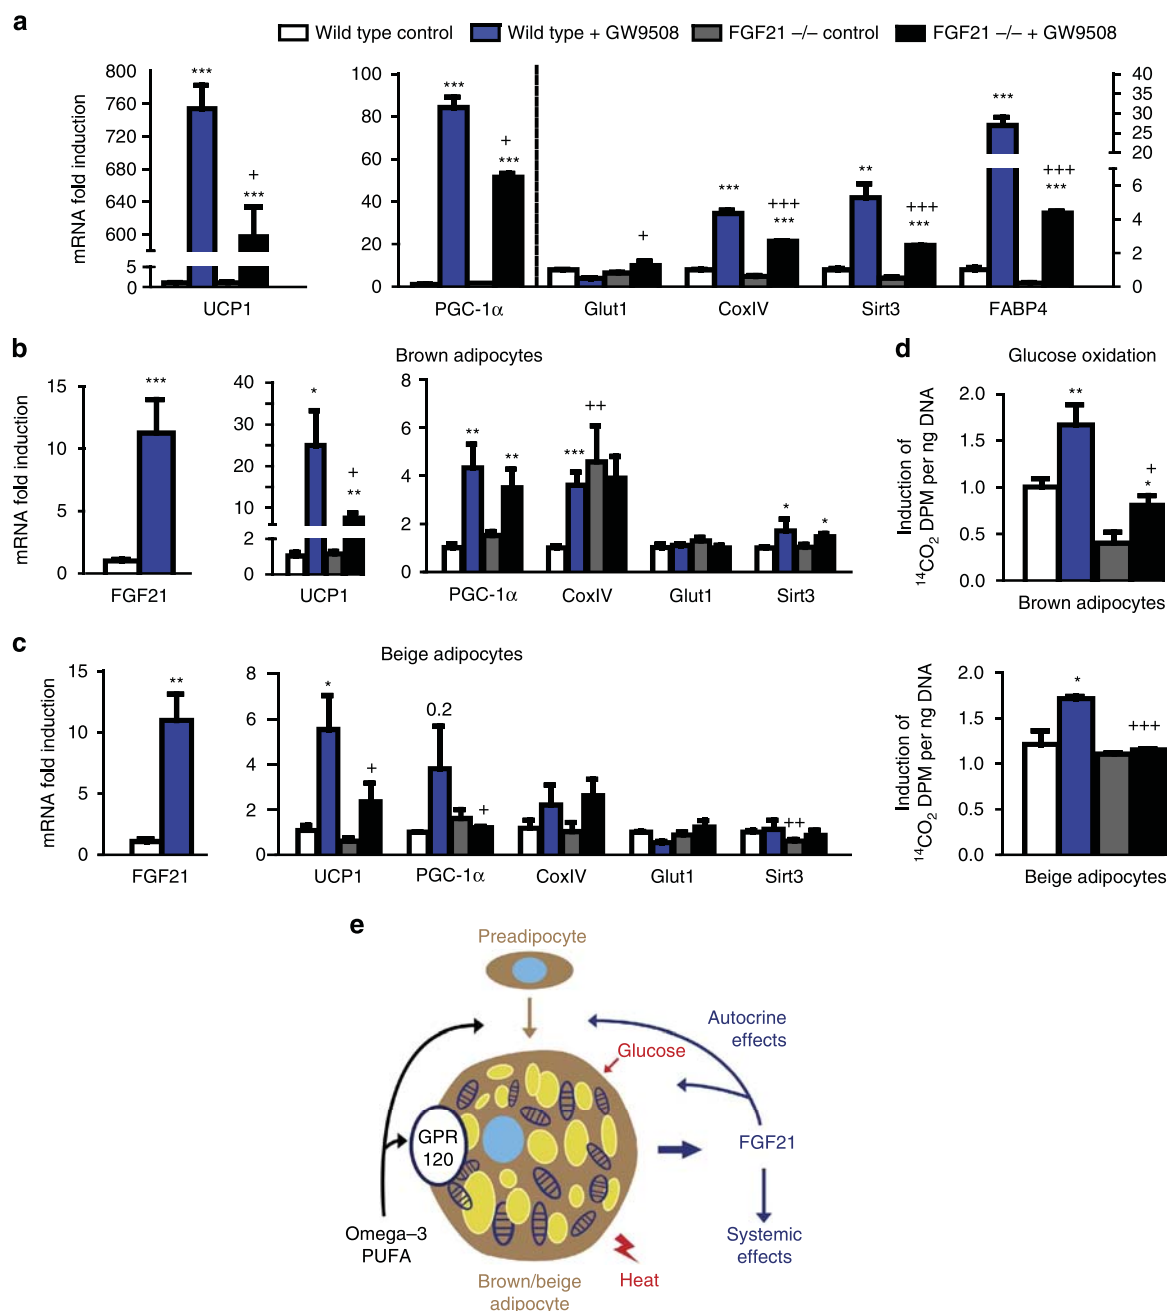 a
Wild type control
Wild type + GW9508
FGF21 –/– control
FGF21 –/– + GW9508
mRNA fold induction
800
760
720
680
640
600
5
0
***
+
***
UCP1
100
80
60
40
20
0
***
+
***
+
***
+++
***
**
+++
***
***
+++
***
40
35
30
25
20
6
4
2
0
PGC-1α
Glut1
CoxIV
Sirt3
FABP4
b
Brown adipocytes
mRNA fold induction
15
10
5
0
***
FGF21
40
30
20
10
2
0
*
+
**
UCP1
8
6
4
2
0
**
**
***
++
*
*
PGC-1α
CoxIV
Glut1
Sirt3
d
Glucose oxidation
Induction of
¹⁴CO₂ DPM per ng DNA
2.0
1.5
1.0
0.5
0.0
**
+
*
Brown adipocytes
c
Beige adipocytes
mRNA fold induction
15
10
5
0
**
FGF21
8
6
4
2
0
*
+
0.2
+
++
UCP1
PGC-1α
CoxIV
Glut1
Sirt3
Induction of
¹⁴CO₂ DPM per ng DNA
2.0
1.5
1.0
0.5
0.0
*
+++
Beige adipocytes
e
Preadipocyte
Autocrine
effects
Glucose
GPR
120
FGF21
Omega–3
PUFA
Systemic
effects
Brown/beige
adipocyte
Heat